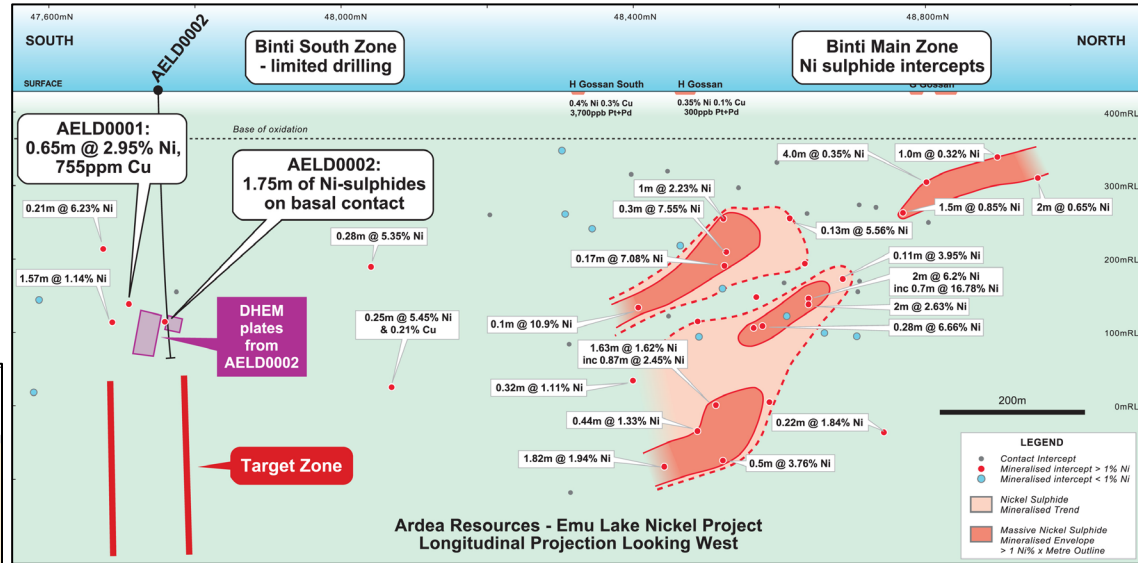 47,600mN
48,000mN
48,400mN
48,800mN
SOUTH
AELD0002
Binti South Zone
- limited drilling
Binti Main Zone
Ni sulphide intercepts
NORTH
SURFACE
H Gossan South
H Gossan
G Gossan
0.4% Ni 0.3% Cu
3,700ppb Pt+Pd
0.35% Ni 0.1% Cu
300ppb Pt+Pd
400mRL
Base of oxidation
AELD0001:
0.65m @ 2.95% Ni,
755ppm Cu
AELD0002:
1.75m of Ni-sulphides
on basal contact
4.0m @ 0.35% Ni
1.0m @ 0.32% Ni
300mRL
1m @ 2.23% Ni
0.3m @ 7.55% Ni
1.5m @ 0.85% Ni
2m @ 0.65% Ni
0.21m @ 6.23% Ni
0.28m @ 5.35% Ni
0.13m @ 5.56% Ni
0.17m @ 7.08% Ni
0.11m @ 3.95% Ni
200mRL
1.57m @ 1.14% Ni
2m @ 6.2% Ni
inc 0.7m @ 16.78% Ni
2m @ 2.63% Ni
DHEM
plates
from
AELD0002
0.25m @ 5.45% Ni
& 0.21% Cu
0.1m @ 10.9% Ni
0.28m @ 6.66% Ni
100mRL
1.63m @ 1.62% Ni
inc 0.87m @ 2.45% Ni
0.32m @ 1.11% Ni
200m
0mRL
0.44m @ 1.33% Ni
0.22m @ 1.84% Ni
Target Zone
1.82m @ 1.94% Ni
0.5m @ 3.76% Ni
LEGEND
Contact Intercept
Mineralised intercept > 1% Ni
Mineralised intercept < 1% Ni
Nickel Sulphide
Mineralised Trend
Massive Nickel Sulphide
Mineralised Envelope
> 1 Ni% x Metre Outline
Ardea Resources - Emu Lake Nickel Project
Longitudinal Projection Looking West